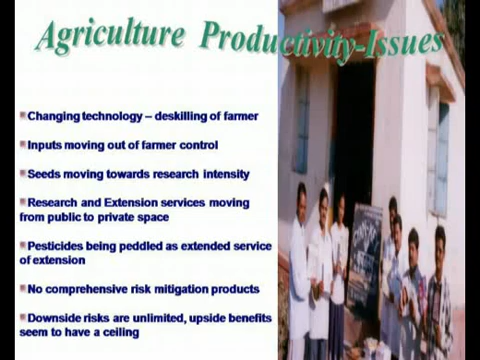 Agriculture Productivity-Issues
Changing technology – deskilling of farmer
Inputs moving out of farmer control
Seeds moving towards research intensity
Research and Extension services moving
from public to private space
Pesticides being peddled as extended service
of extension
No comprehensive risk mitigation products
Downside risks are unlimited, upside benefits
seem to have a ceiling